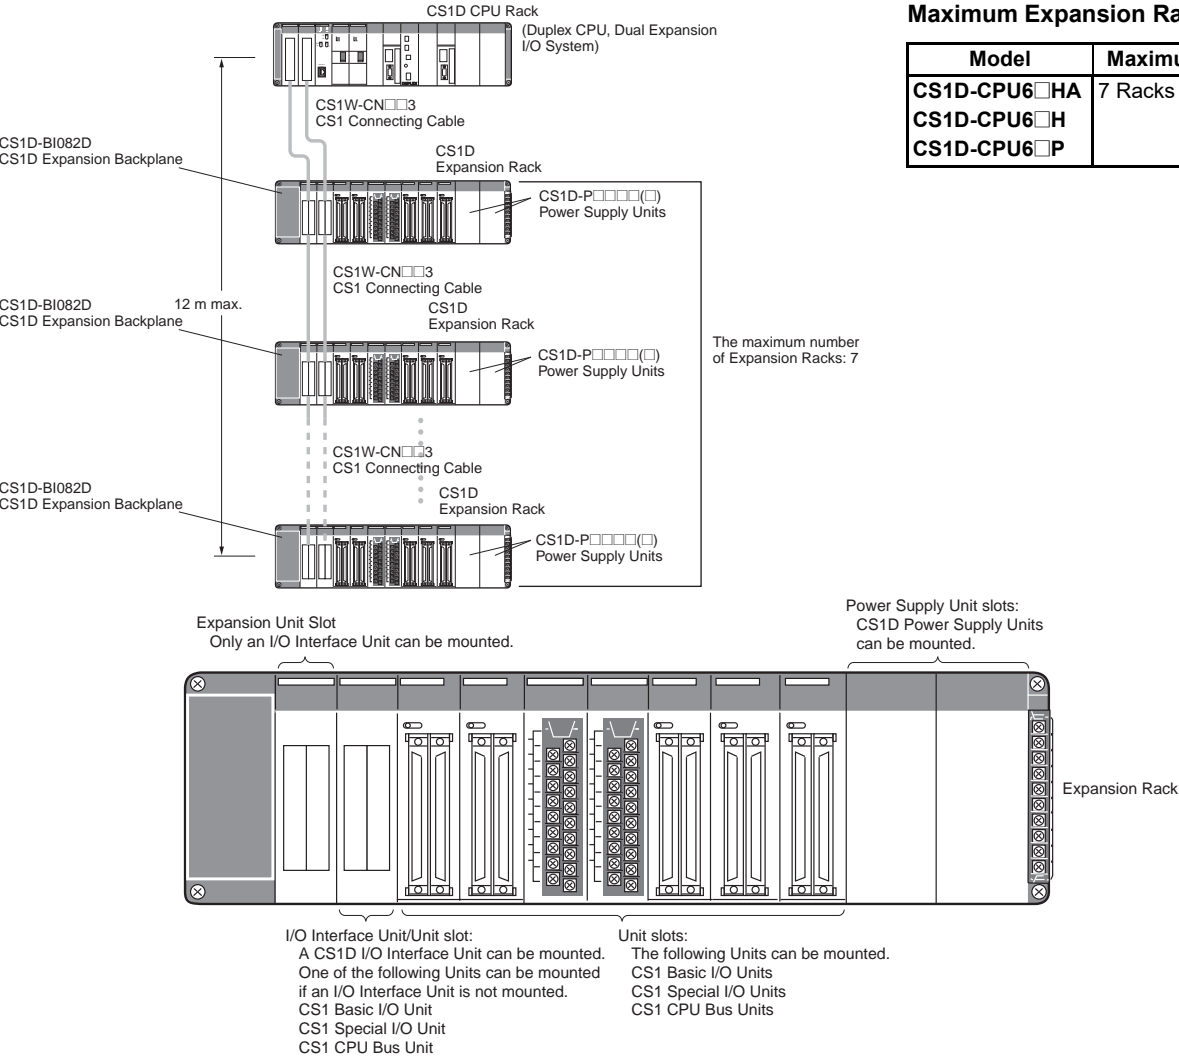 CS1D CPU Rack
(Duplex CPU, Dual Expansion
I/O System)
Maximum Expansion Ra
Model Maximu
CS1D-CPU6□HA 7 Racks
CS1D-CPU6□H
CS1D-CPU6□P
CS1W-CN□□3
CS1 Connecting Cable
CS1D-BI082D
CS1D Expansion Backplane
CS1D
Expansion Rack
CS1D-P□□□□(□)
Power Supply Units
CS1W-CN□□3
CS1 Connecting Cable
CS1D-BI082D
CS1D Expansion Backplane
12 m max.
CS1D
Expansion Rack
The maximum number
of Expansion Racks: 7
CS1D-P□□□□(□)
Power Supply Units
CS1W-CN□□3
CS1 Connecting Cable
CS1D-BI082D
CS1D Expansion Backplane
CS1D
Expansion Rack
CS1D-P□□□□(□)
Power Supply Units
Expansion Unit Slot
Only an I/O Interface Unit can be mounted.
Power Supply Unit slots:
CS1D Power Supply Units
can be mounted.
Expansion Rack
I/O Interface Unit/Unit slot:
A CS1D I/O Interface Unit can be mounted.
One of the following Units can be mounted
if an I/O Interface Unit is not mounted.
CS1 Basic I/O Unit
CS1 Special I/O Unit
CS1 CPU Bus Unit
Unit slots:
The following Units can be mounted.
CS1 Basic I/O Units
CS1 Special I/O Units
CS1 CPU Bus Units